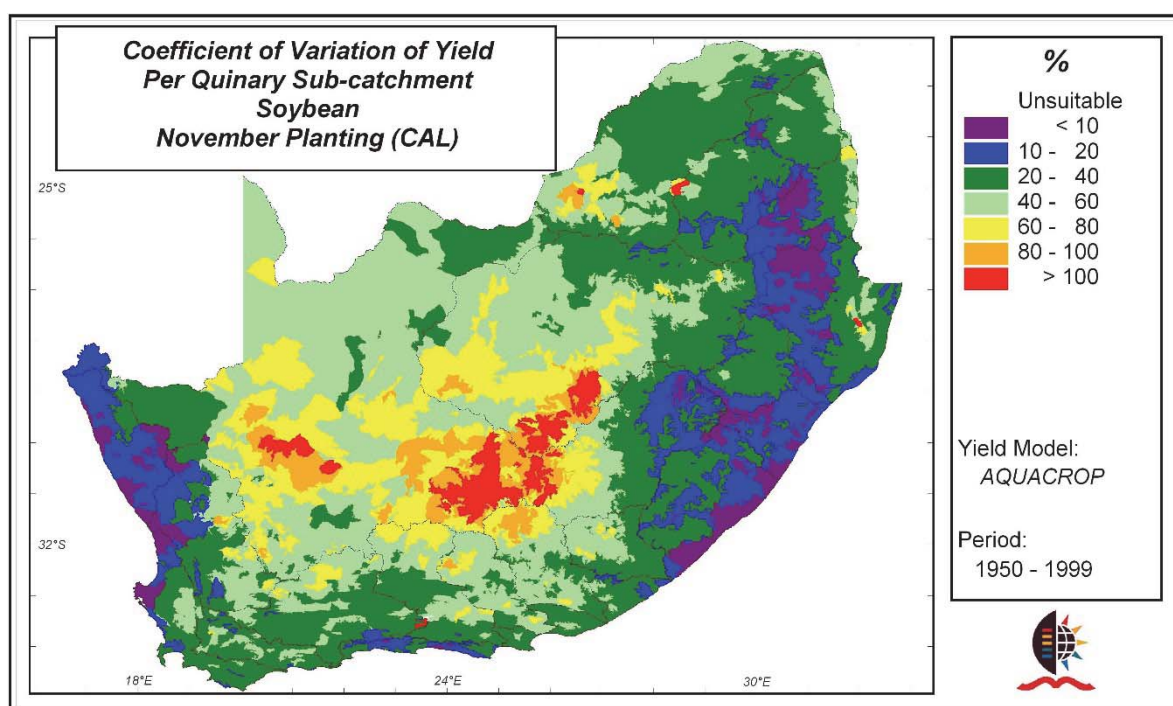 Coefficient of Variation of Yield
Per Quinary Sub-catchment
Soybean
November Planting (CAL)
%
Unsuitable
< 10
10 - 20
20 - 40
40 - 60
60 - 80
80 - 100
> 100
25°S
Yield Model:
AQUACROP
32°S
Period:
1950 - 1999
18°E
24°E
30°E